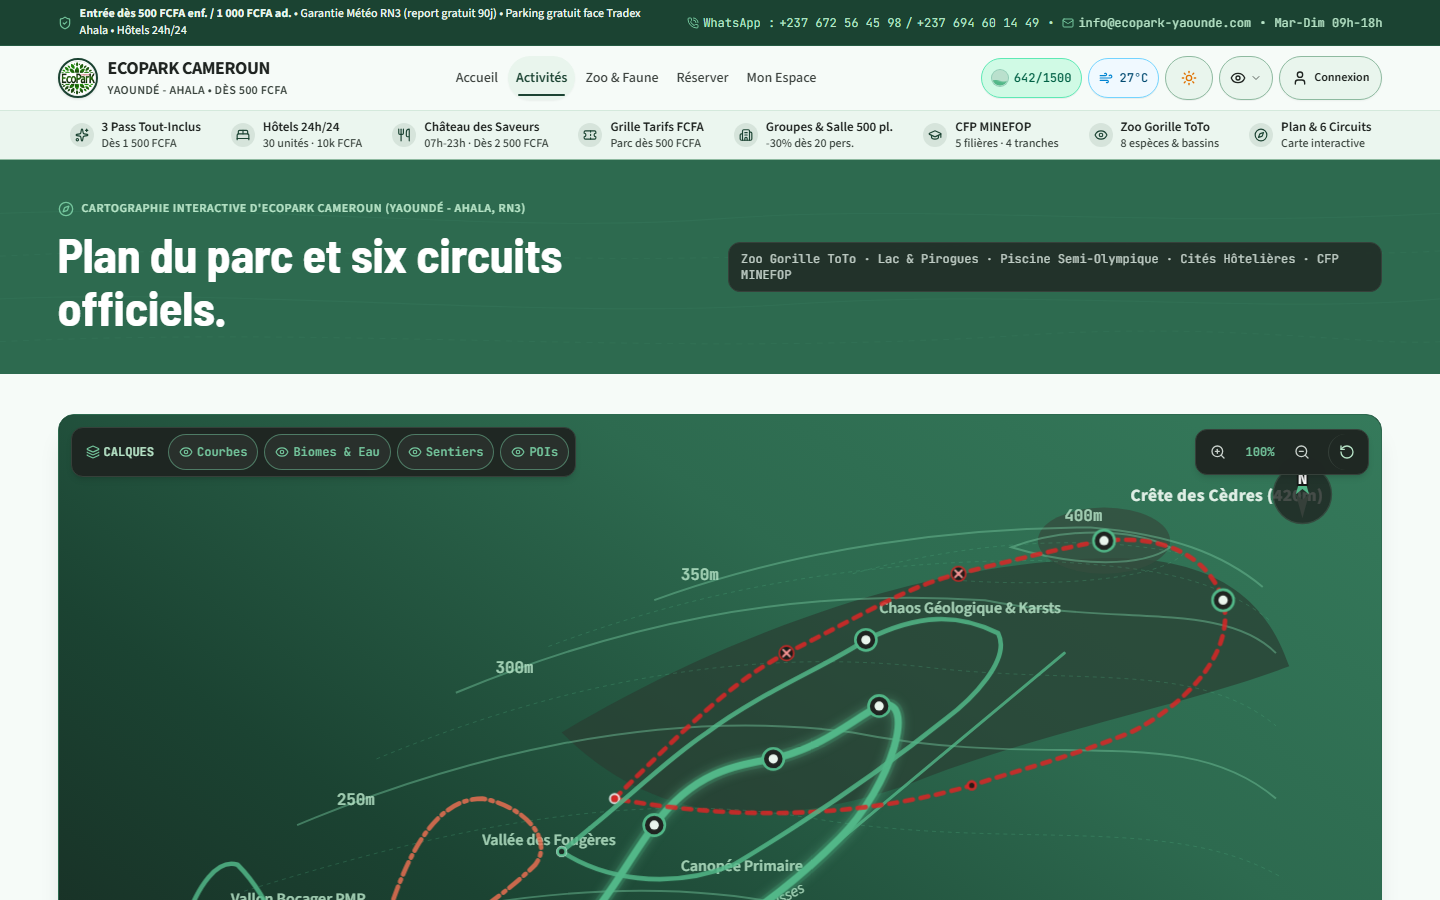 Entrée dès 500 FCFA enf. / 1 000 FCFA ad. • Garantie Météo RN3 (report gratuit 90j) • Parking gratuit face Tradex
Ahala • Hôtels 24h/24
WhatsApp : +237 672 56 45 98 / +237 694 60 14 49 • info@ecopark-yaounde.com • Mar-Dim 09h-18h
EcoParK
ECOPARK CAMEROUN
YAOUNDÉ - AHALA • DÈS 500 FCFA
Accueil
Activités
Zoo & Faune
Réserver
Mon Espace
642/1500
27°C
Connexion
3 Pass Tout-Inclus
Dès 1 500 FCFA
Hôtels 24h/24
30 unités · 10k FCFA
Château des Saveurs
07h-23h · Dès 2 500 FCFA
Grille Tarifs FCFA
Parc dès 500 FCFA
Groupes & Salle 500 pl.
-30% dès 20 pers.
CFP MINEFOP
5 filières · 4 tranches
Zoo Gorille ToTo
8 espèces & bassins
Plan & 6 Circuits
Carte interactive
CARTOGRAPHIE INTERACTIVE D'ECOPARK CAMEROUN (YAOUNDÉ - AHALA, RN3)
Plan du parc et six circuits
officiels.
Zoo Gorille ToTo · Lac & Pirogues · Piscine Semi-Olympique · Cités Hôtelières · CFP
MINEFOP
CALQUES
Courbes
Biomes & Eau
Sentiers
POIs
100%
N
Crête des Cèdres (420m)
400m
350m
Chaos Géologique & Karsts
300m
250m
Vallée des Fougères
Canopée Primaire
Vallon Bocager PMR